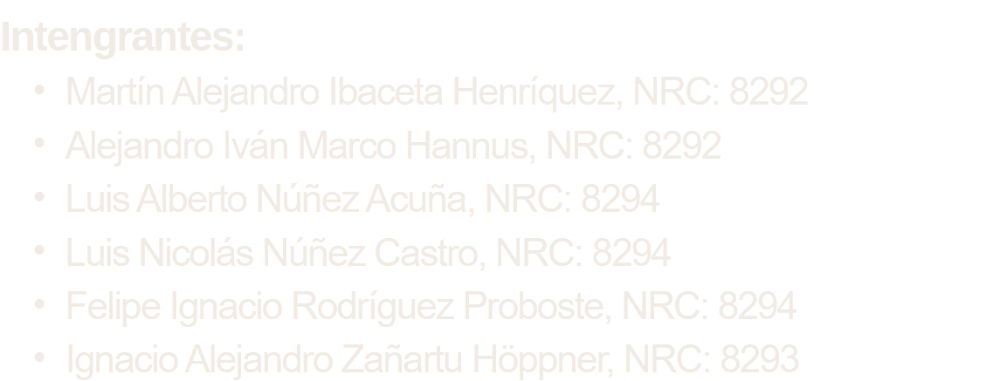 Intengrantes:
• Martín Alejandro Ibaceta Henríquez, NRC: 8292
• Alejandro Iván Marco Hannus, NRC: 8292
• Luis Alberto Núñez Acuña, NRC: 8294
• Luis Nicolás Núñez Castro, NRC: 8294
• Felipe Ignacio Rodríguez Proboste, NRC: 8294
• Ignacio Alejandro Zañartu Höppner, NRC: 8293